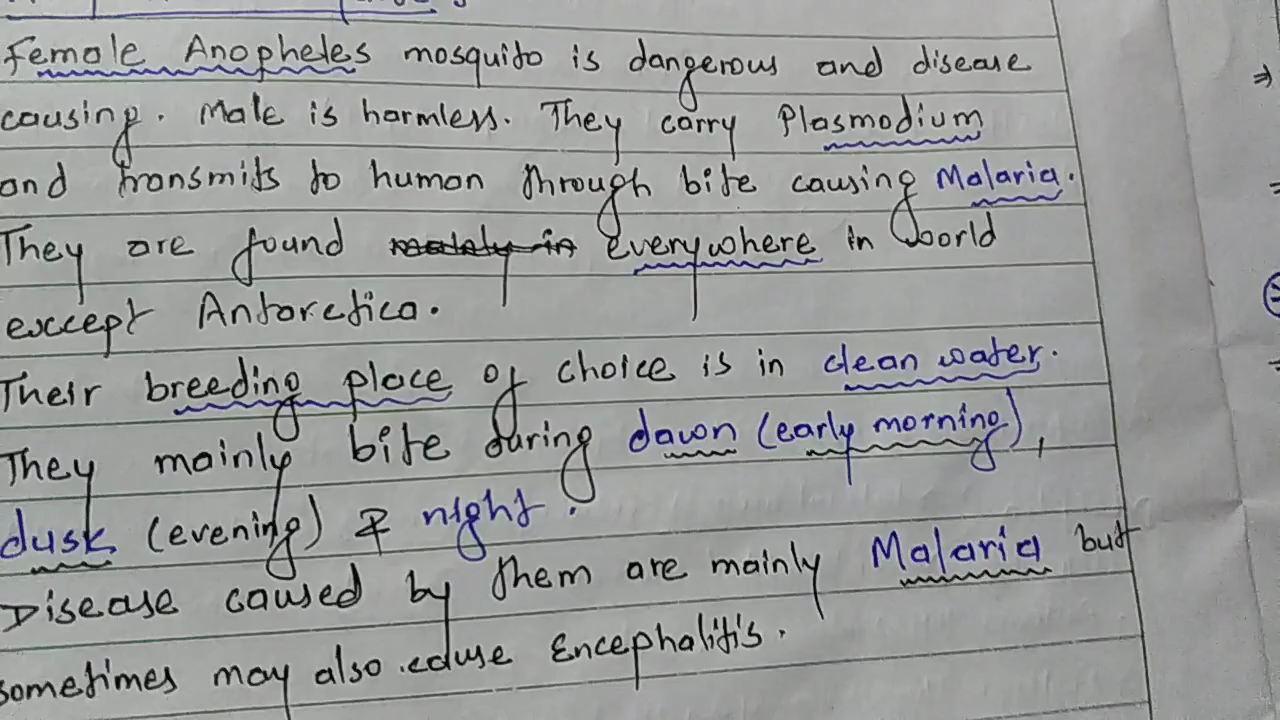 Female Anopheles mosquito is dangerous and disease
causing. Male is harmless. They carry Plasmodium
and transmits to human through bite causing Malaria.
They are found everywhere in World
except Antarctica.
Their breeding place of choice is in clean water.
They mainly bite during dawn (early morning),
dusk (evening) & night.
Disease caused by them are mainly Malaria but
sometimes may also cause Encephalitis.